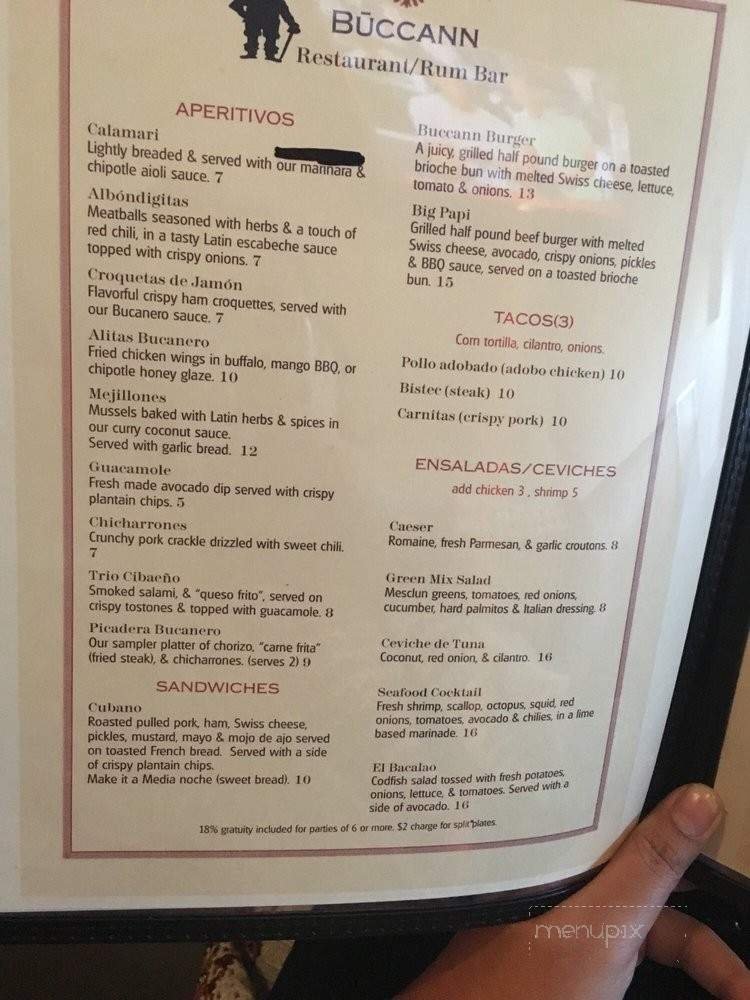 BŪCCANN
Restaurant/Rum Bar
APERITIVOS
Calamari
Lightly breaded & served with our marinara &
chipotle aioli sauce. 7
Albóndigitas
Meatballs seasoned with herbs & a touch of
red chili, in a tasty Latin escabeche sauce
topped with crispy onions. 7
Croquetas de Jamón
Flavorful crispy ham croquettes, served with
our Bucanero sauce. 7
Alitas Bucanero
Fried chicken wings in buffalo, mango BBQ, or
chipotle honey glaze. 10
Mejillones
Mussels baked with Latin herbs & spices in
our curry coconut sauce.
Served with garlic bread. 12
Guacamole
Fresh made avocado dip served with crispy
plantain chips. 5
Chicharrones
Crunchy pork crackle drizzled with sweet chili.
7
Trio Cibaeño
Smoked salami, & "queso frito", served on
crispy tostones & topped with guacamole. 8
Picadera Bucanero
Our sampler platter of chorizo, "carne frita"
(fried steak), & chicharrones. (serves 2) 9
SANDWICHES
Cubano
Roasted pulled pork, ham, Swiss cheese,
pickles, mustard, mayo & mojo de ajo served
on toasted French bread. Served with a side
of crispy plantain chips.
Make it a Media noche (sweet bread). 10
Buccann Burger
A juicy, grilled half pound burger on a toasted
brioche bun with melted Swiss cheese, lettuce,
tomato & onions. 13
Big Papi
Grilled half pound beef burger with melted
Swiss cheese, avocado, crispy onions, pickles
& BBQ sauce, served on a toasted brioche
bun. 15
TACOS(3)
Corn tortilla, cilantro, onions.
Pollo adobado (adobo chicken) 10
Bistec (steak) 10
Carnitas (crispy pork) 10
ENSALADAS/CEVICHES
add chicken 3 , shrimp 5
Caeser
Romaine, fresh Parmesan, & garlic croutons. 8
Green Mix Salad
Mesclun greens, tomatoes, red onions,
cucumber, hard palmitos & Italian dressing. 8
Ceviche de Tuna
Coconut, red onion, & cilantro. 16
Seafood Cocktail
Fresh shrimp, scallop, octopus, squid, red
onions, tomatoes, avocado & chilies, in a lime
based marinade. 16
El Bacalao
Codfish salad tossed with fresh potatoes,
onions, lettuce, & tomatoes. Served with a
side of avocado. 16
18% gratuity included for parties of 6 or more. $2 charge for split plates.
menupix